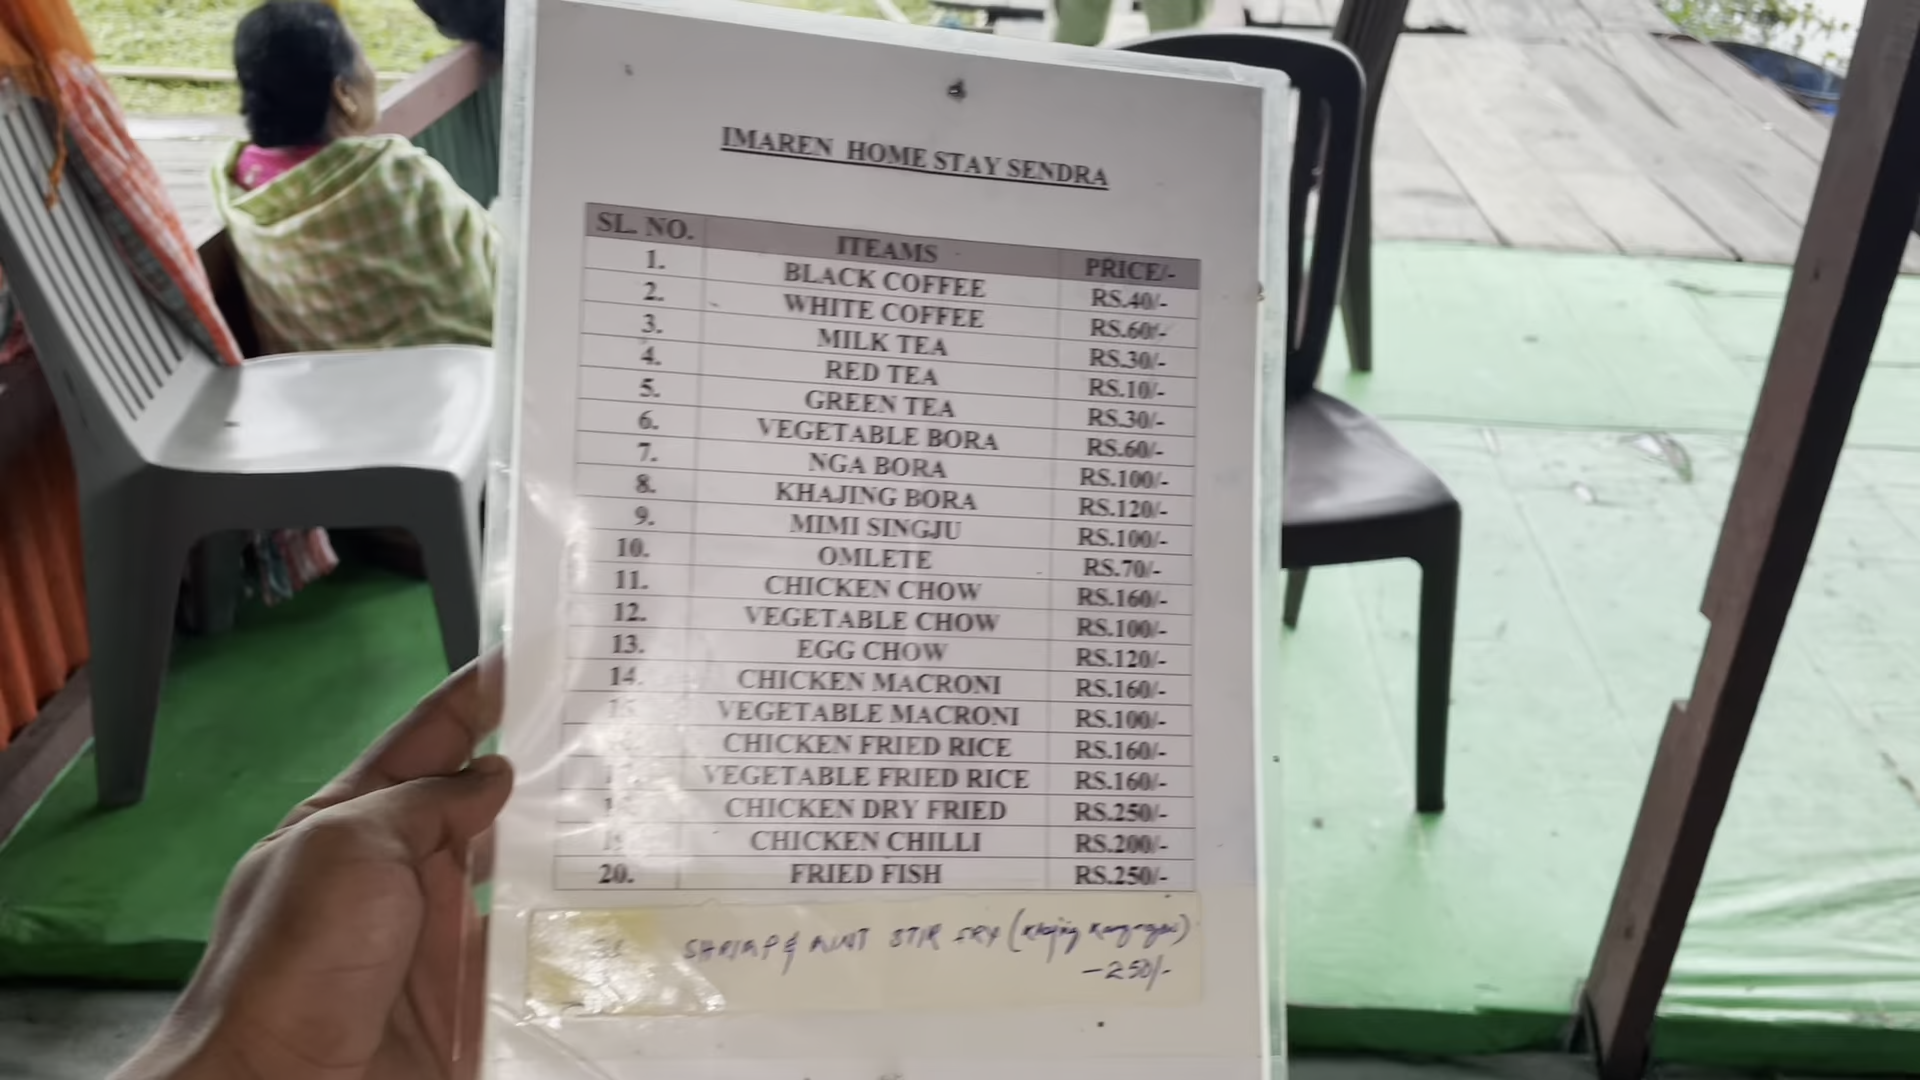 IMAREN HOME STAY SENDRA
SL. NO. ITEAMS PRICE/-
1. BLACK COFFEE RS.40/-
2. WHITE COFFEE RS.60/-
3. MILK TEA RS.30/-
4. RED TEA RS.10/-
5. GREEN TEA RS.30/-
6. VEGETABLE BORA RS.60/-
7. NGA BORA RS.100/-
8. KHAJING BORA RS.120/-
9. MIMI SINGJU RS.100/-
10. OMLETE RS.70/-
11. CHICKEN CHOW RS.160/-
12. VEGETABLE CHOW RS.100/-
13. EGG CHOW RS.120/-
14. CHICKEN MACRONI RS.160/-
15. VEGETABLE MACRONI RS.100/-
CHICKEN FRIED RICE RS.160/-
VEGETABLE FRIED RICE RS.160/-
CHICKEN DRY FRIED RS.250/-
19. CHICKEN CHILLI RS.200/-
20. FRIED FISH RS.250/-
STIR FRY (Khajing
-250/-